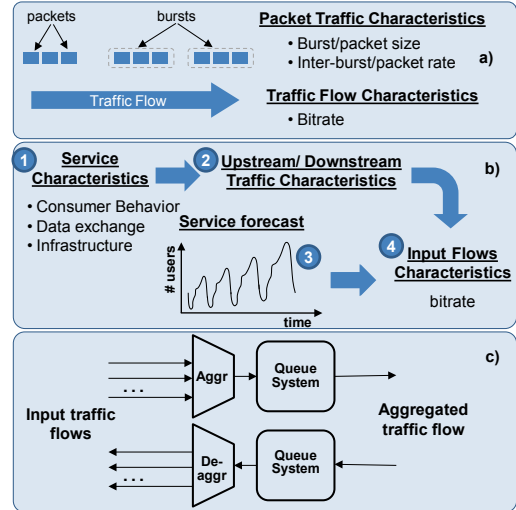 packets
bursts
Packet Traffic Characteristics
• Burst/packet size
• Inter-burst/packet rate
a)
Traffic Flow
Traffic Flow Characteristics
• Bitrate
b)
1 Service Characteristics
• Consumer Behavior
• Data exchange
• Infrastructure
2 Upstream/ Downstream
Traffic Characteristics
Service forecast
3
# users
time
4 Input Flows
Characteristics
bitrate
c)
Input traffic
flows
...
Aggr
Queue
System
Aggregated
traffic flow
...
De-
aggr
Queue
System